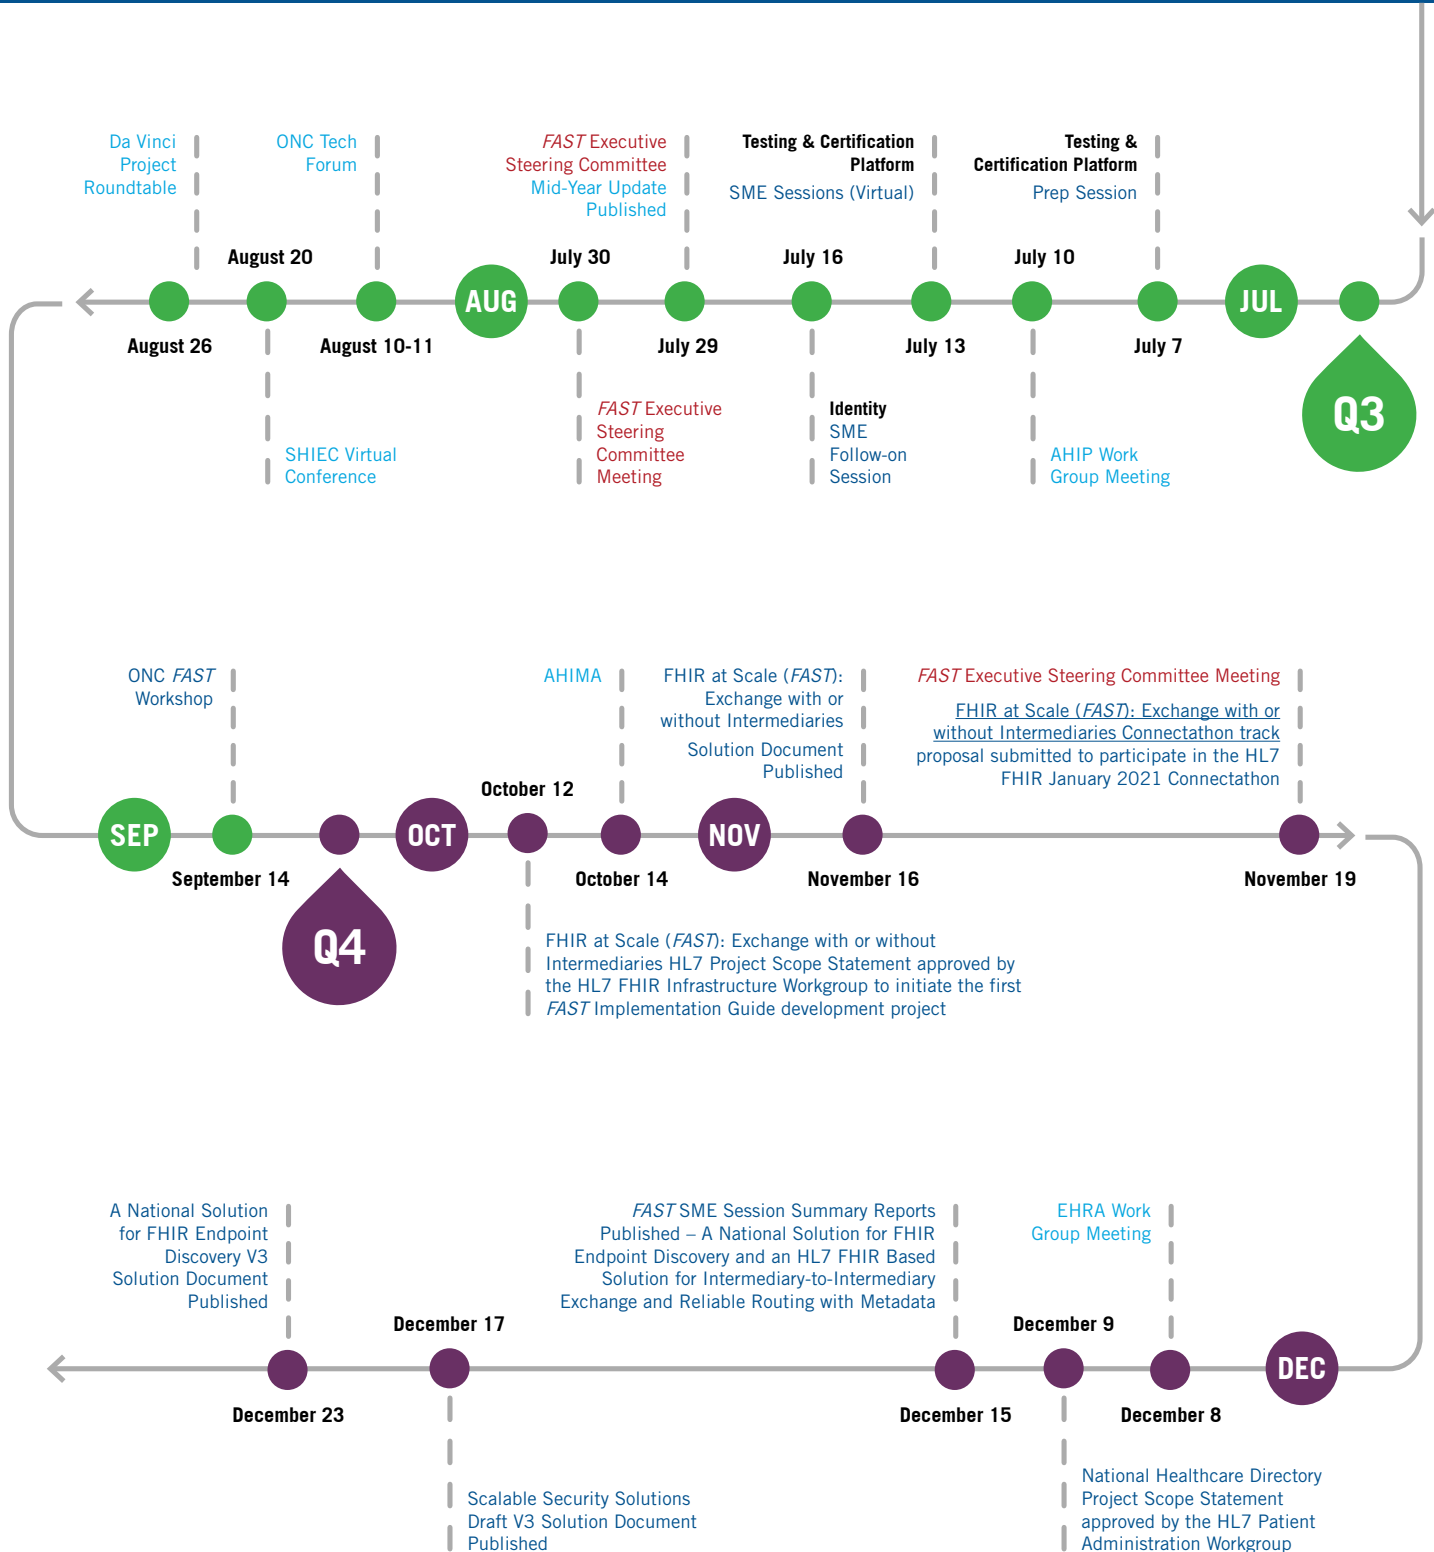 Da Vinci
Project
Roundtable
ONC Tech
Forum
FAST Executive
Steering Committee
Mid-Year Update
Published
Testing & Certification
Platform
SME Sessions (Virtual)
Testing &
Certification Platform
Prep Session
August 20
July 30
July 16
July 10
AUG
JUL
August 26
August 10-11
July 29
July 13
July 7
SHIEC Virtual
Conference
FAST Executive
Steering
Committee
Meeting
Identity
SME
Follow-on
Session
AHIP Work
Group Meeting
Q3
ONC FAST
Workshop
AHIMA
FHIR at Scale (FAST):
Exchange with or
without Intermediaries
Solution Document
Published
FAST Executive Steering Committee Meeting
FHIR at Scale (FAST): Exchange with or
without Intermediaries Connectathon track
proposal submitted to participate in the HL7
FHIR January 2021 Connectathon
October 12
SEP
OCT
NOV
September 14
October 14
November 16
November 19
Q4
FHIR at Scale (FAST): Exchange with or without
Intermediaries HL7 Project Scope Statement approved by
the HL7 FHIR Infrastructure Workgroup to initiate the first
FAST Implementation Guide development project
A National Solution
for FHIR Endpoint
Discovery V3
Solution Document
Published
FAST SME Session Summary Reports
Published – A National Solution for FHIR
Endpoint Discovery and an HL7 FHIR Based
Solution for Intermediary-to-Intermediary
Exchange and Reliable Routing with Metadata
EHRA Work
Group Meeting
December 17
December 9
DEC
December 23
December 15
December 8
Scalable Security Solutions
Draft V3 Solution Document
Published
National Healthcare Directory
Project Scope Statement
approved by the HL7 Patient
Administration Workgroup